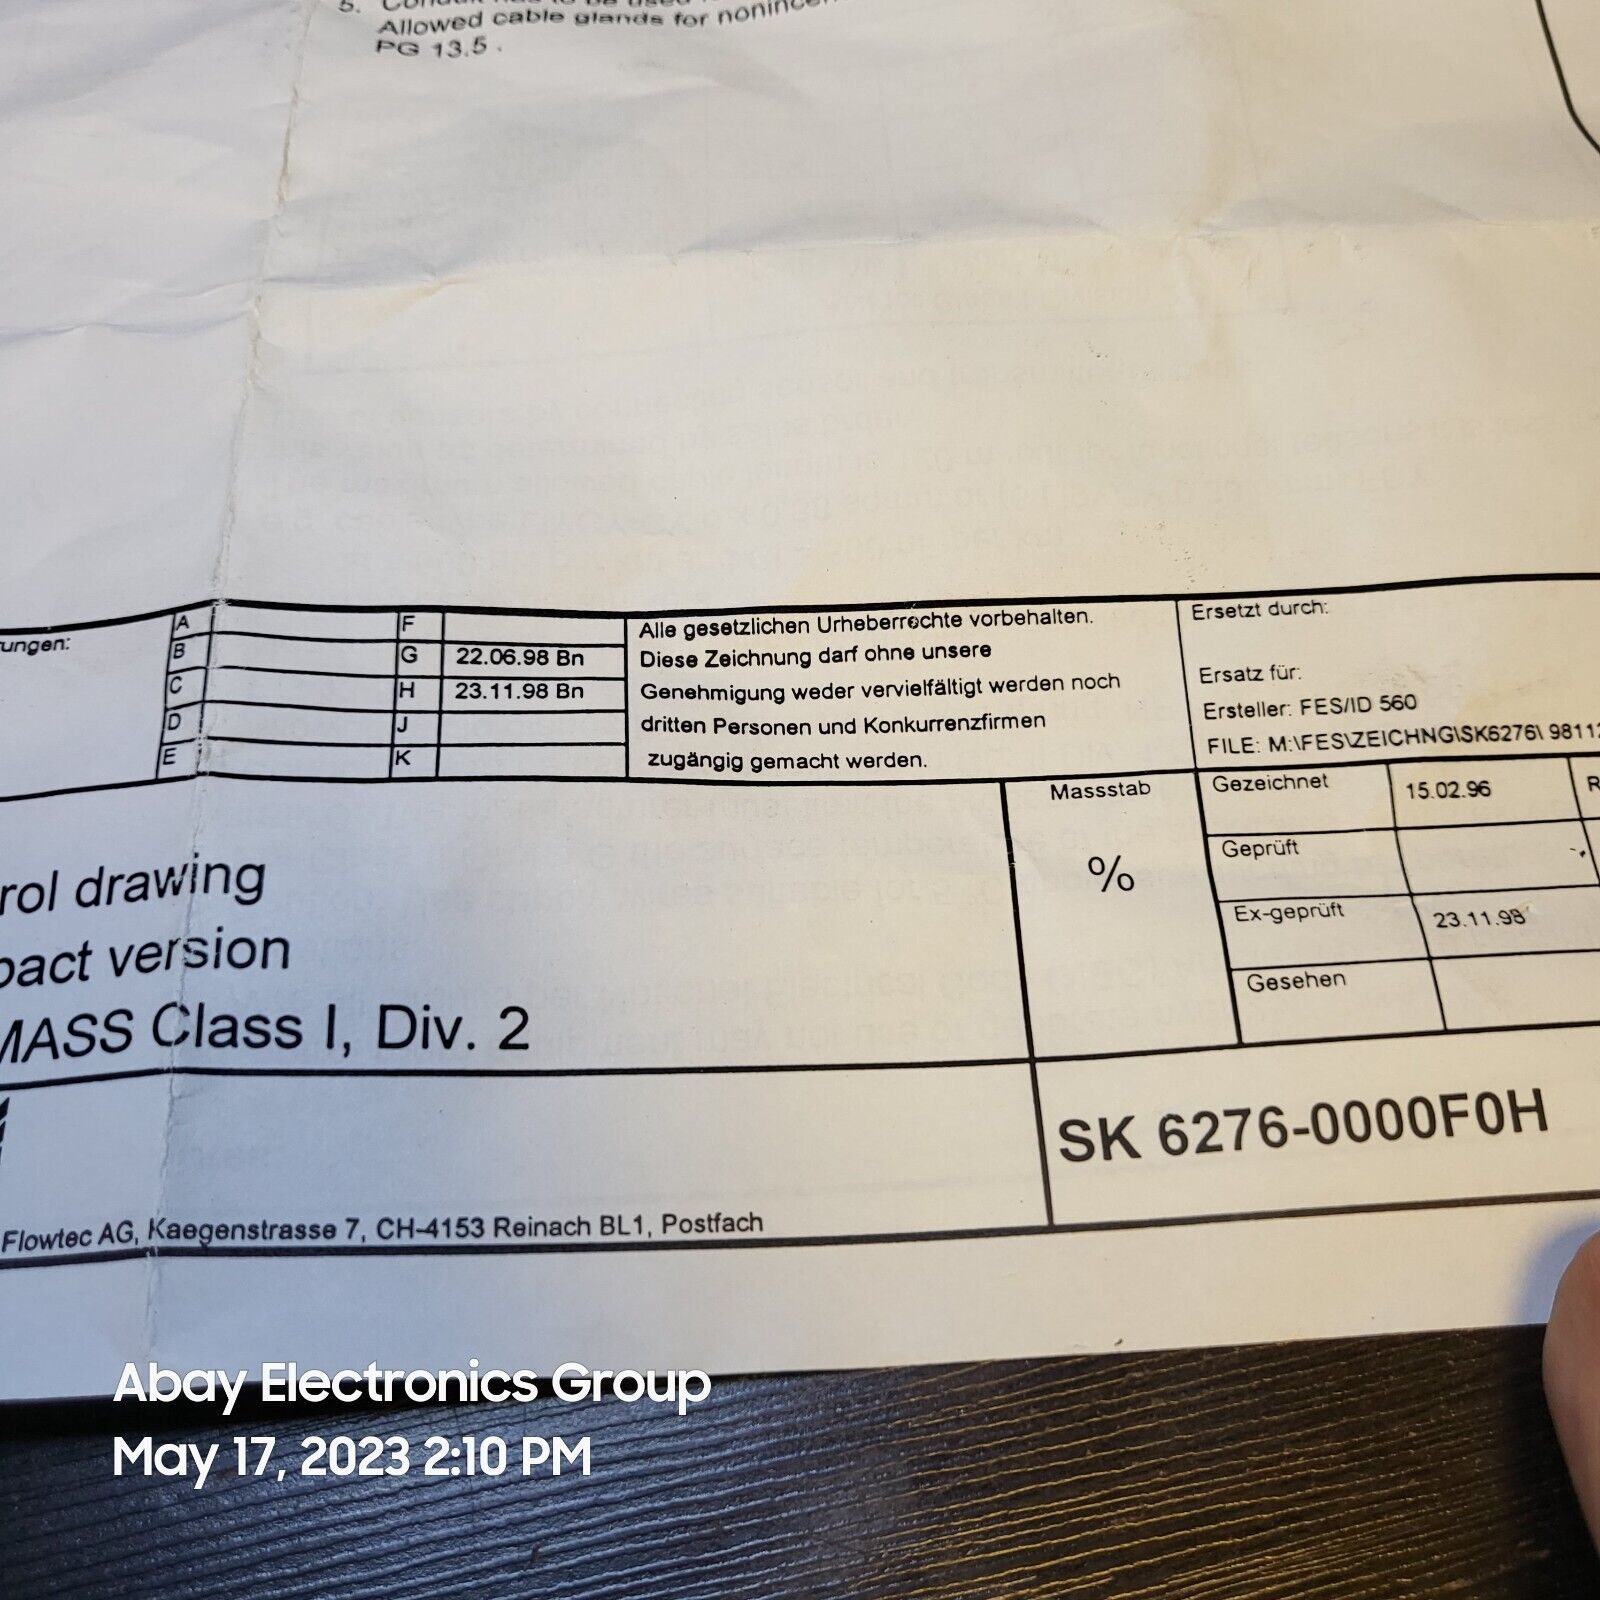 5.
Allowed cable glands for
PG 13.5 .
A
B
C
D
E
F
G 22.06.98 Bn
H 23.11.98 Bn
J
K
Alle gesetzlichen Urheberrechte vorbehalten.
Diese Zeichnung darf ohne unsere
Genehmigung weder vervielfältigt werden noch
dritten Personen und Konkurrenzfirmen
zugängig gemacht werden.
Ersetzt durch:
Ersatz für:
Ersteller: FES/ID 560
FILE: M:\FES\ZEICHNG\SK6276\
Massstab
%
Gezeichnet 15.02.96
Geprüft
Ex-geprüft 23.11.98
Gesehen
drawing
version
MASS Class I, Div. 2
SK 6276-0000F0H
Flowtec AG, Kaegenstrasse 7, CH-4153 Reinach BL1, Postfach
Abay Electronics Group
May 17, 2023 2:10 PM